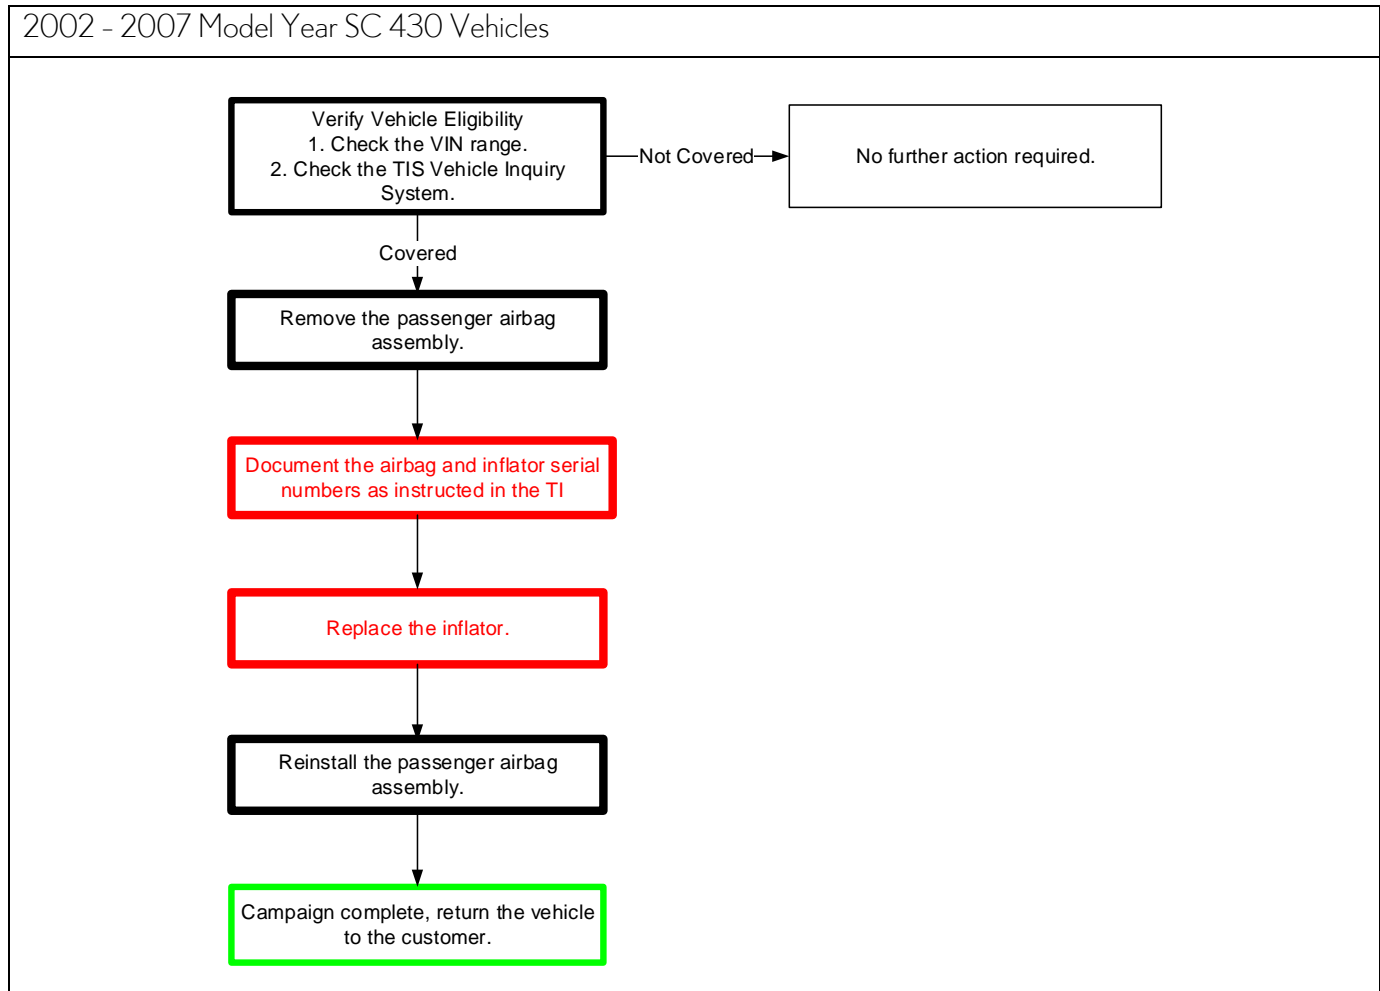 2002 - 2007 Model Year SC 430 Vehicles
Verify Vehicle Eligibility
1. Check the VIN range.
2. Check the TIS Vehicle Inquiry
System.
Not Covered
No further action required.
Covered
Remove the passenger airbag
assembly.
Document the airbag and inflator serial
numbers as instructed in the TI
Replace the inflator.
Reinstall the passenger airbag
assembly.
Campaign complete, return the vehicle
to the customer.